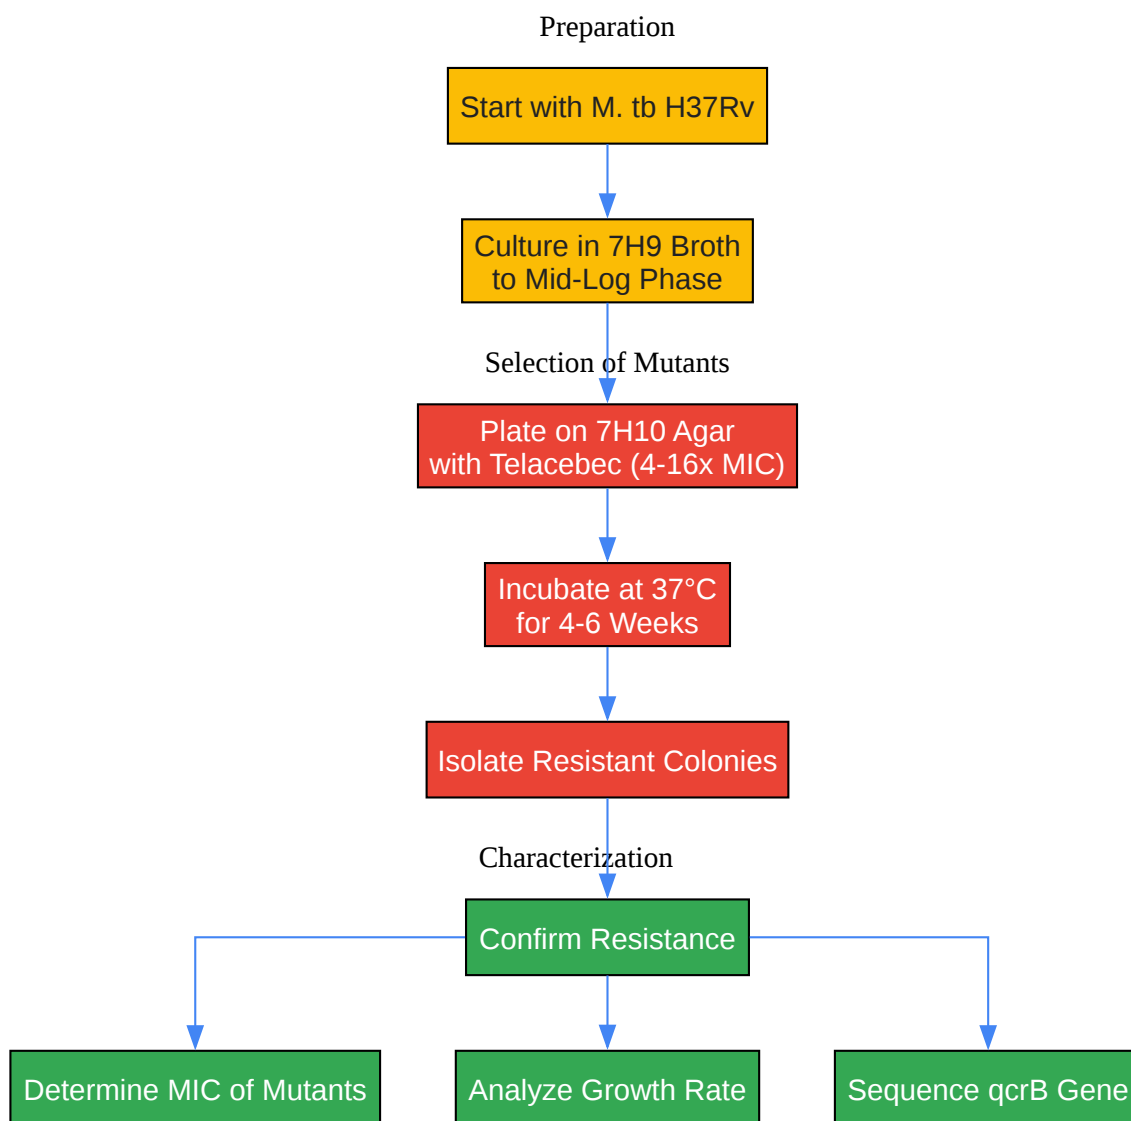 Preparation
Start with M. tb H37Rv
Culture in 7H9 Broth
to Mid-Log Phase
Selection of Mutants
Plate on 7H10 Agar
with Telacebec (4-16x MIC)
Incubate at 37°C
for 4-6 Weeks
Isolate Resistant Colonies
Characterization
Confirm Resistance
Determine MIC of Mutants
Analyze Growth Rate
Sequence qcrB Gene